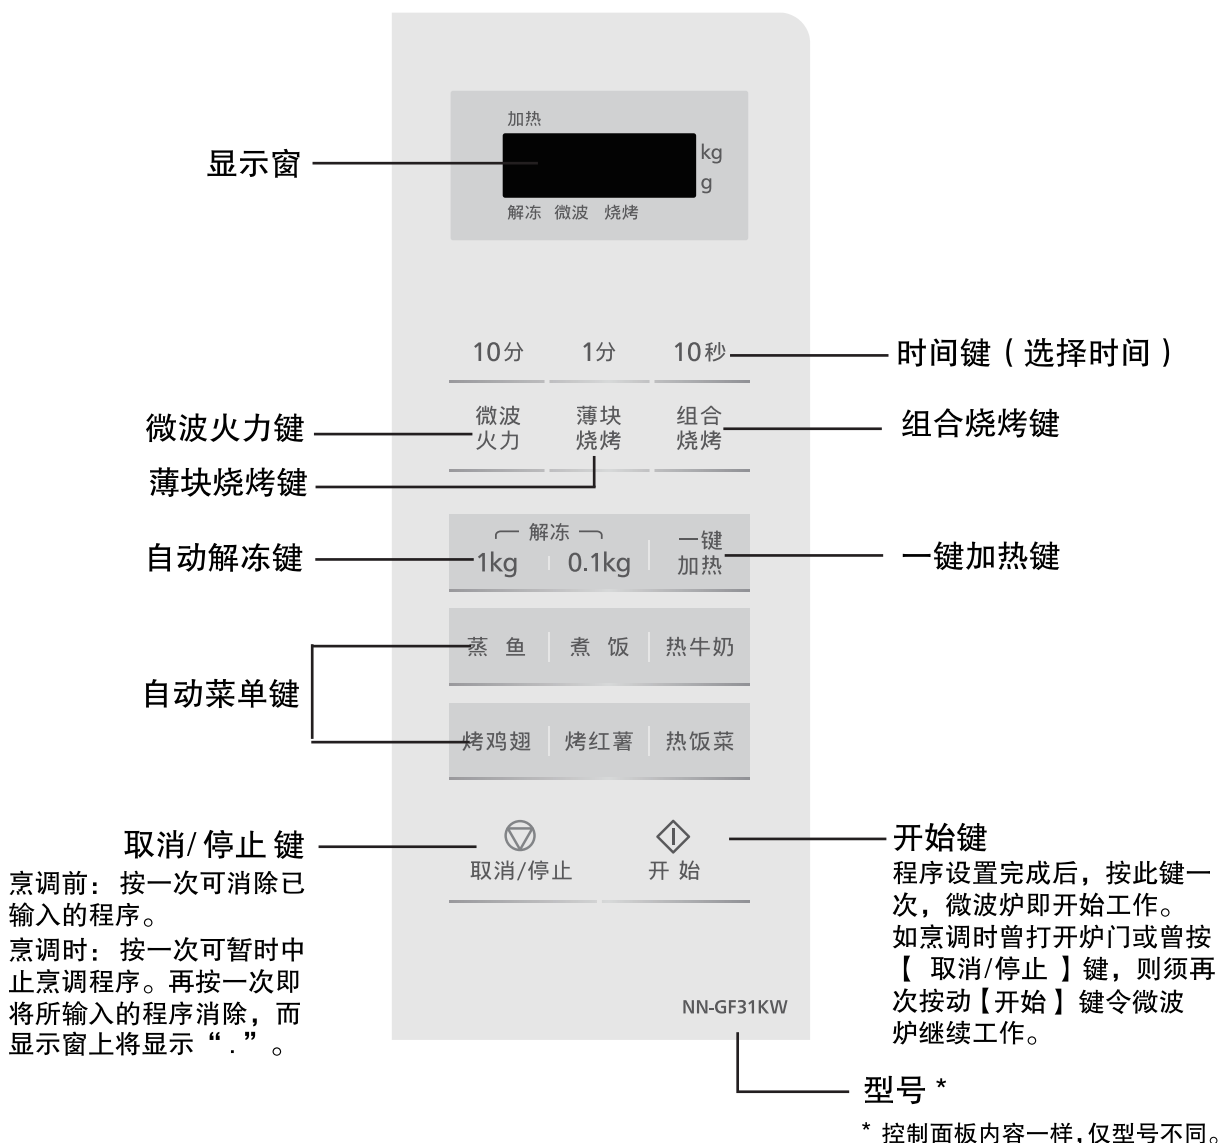 加热
显示窗
kg
g
解冻 微波 烧烤
10分 1分 10秒
时间键（选择时间）
微波火力键
微波 薄块 组合
火力 烧烤 烧烤
组合烧烤键
薄块烧烤键
解冻
自动解冻键
1kg 0.1kg
一键
加热
一键加热键
蒸 鱼 煮 饭 热牛奶
自动菜单键
烤鸡翅 烤红薯 热饭菜
取消/停止 键
烹调前：按一次可消除已
输入的程序。
烹调时：按一次可暂时中
止烹调程序。再按一次即
将所输入的程序消除，而
显示窗上将显示“.”。
取消/停止 开 始
开始键
程序设置完成后，按此键一
次，微波炉即开始工作。
如烹调时曾打开炉门或曾按
【 取消/停止 】键，则须再
次按动【开始 】键令微波
炉继续工作。
NN-GF31KW
型号 *
* 控制面板内容一样,仅型号不同。